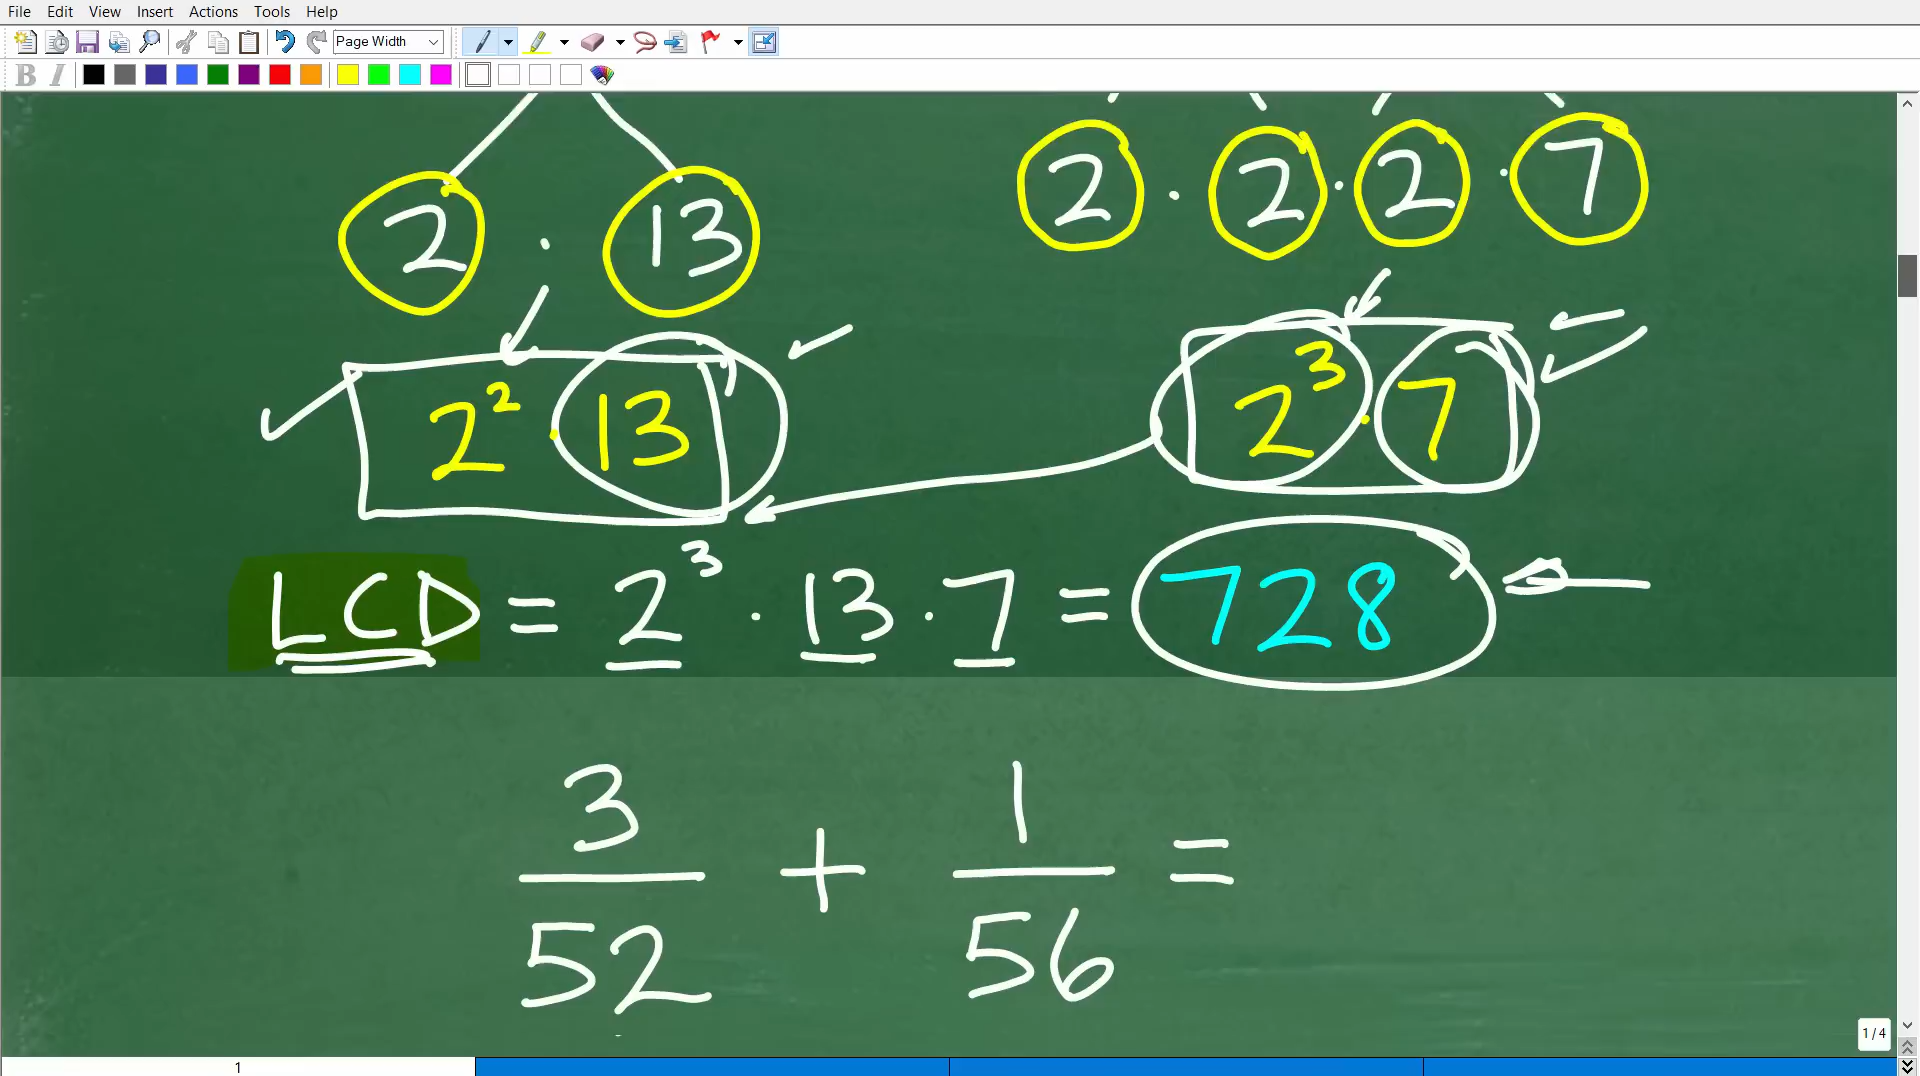 File Edit View Insert Actions Tools Help
Page Width
B I
2 · 13
2 · 2 · 2 · 7
2² · 13
2³ · 7
LCD = 2³ · 13 · 7 = 728
3/52 + 1/56 =
1 / 4
1